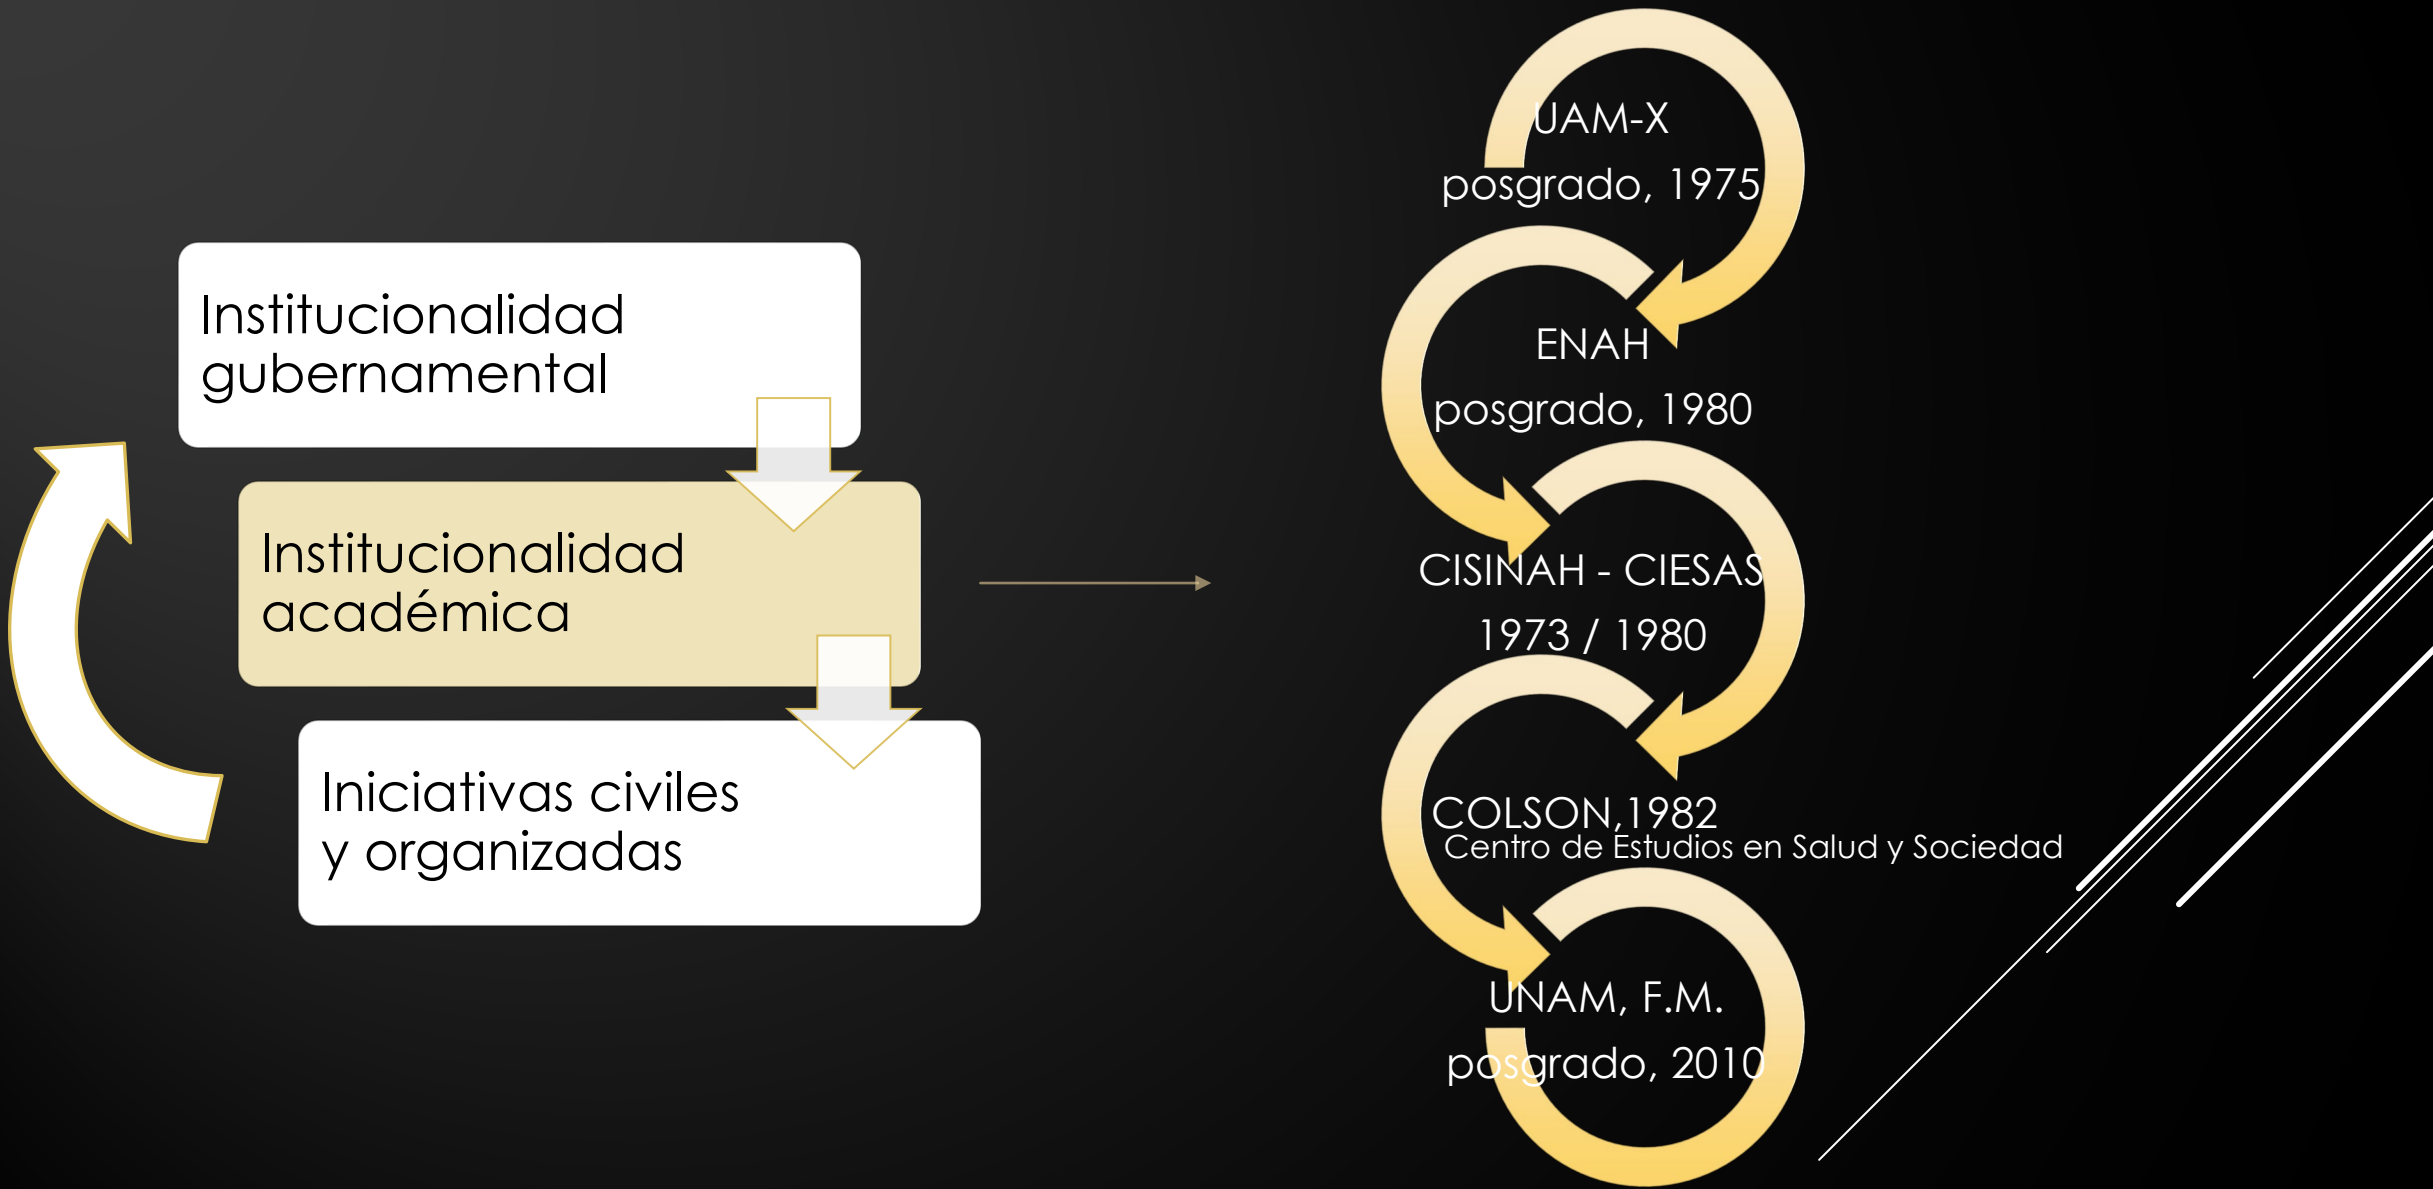 Institucionalidad
gubernamental
Institucionalidad
académica
Iniciativas civiles
y organizadas
UAM-X
posgrado, 1975
ENAH
posgrado, 1980
CISINAH - CIESAS
1973 / 1980
COLSON,1982
Centro de Estudios en Salud y Sociedad
UNAM, F.M.
posgrado, 2010